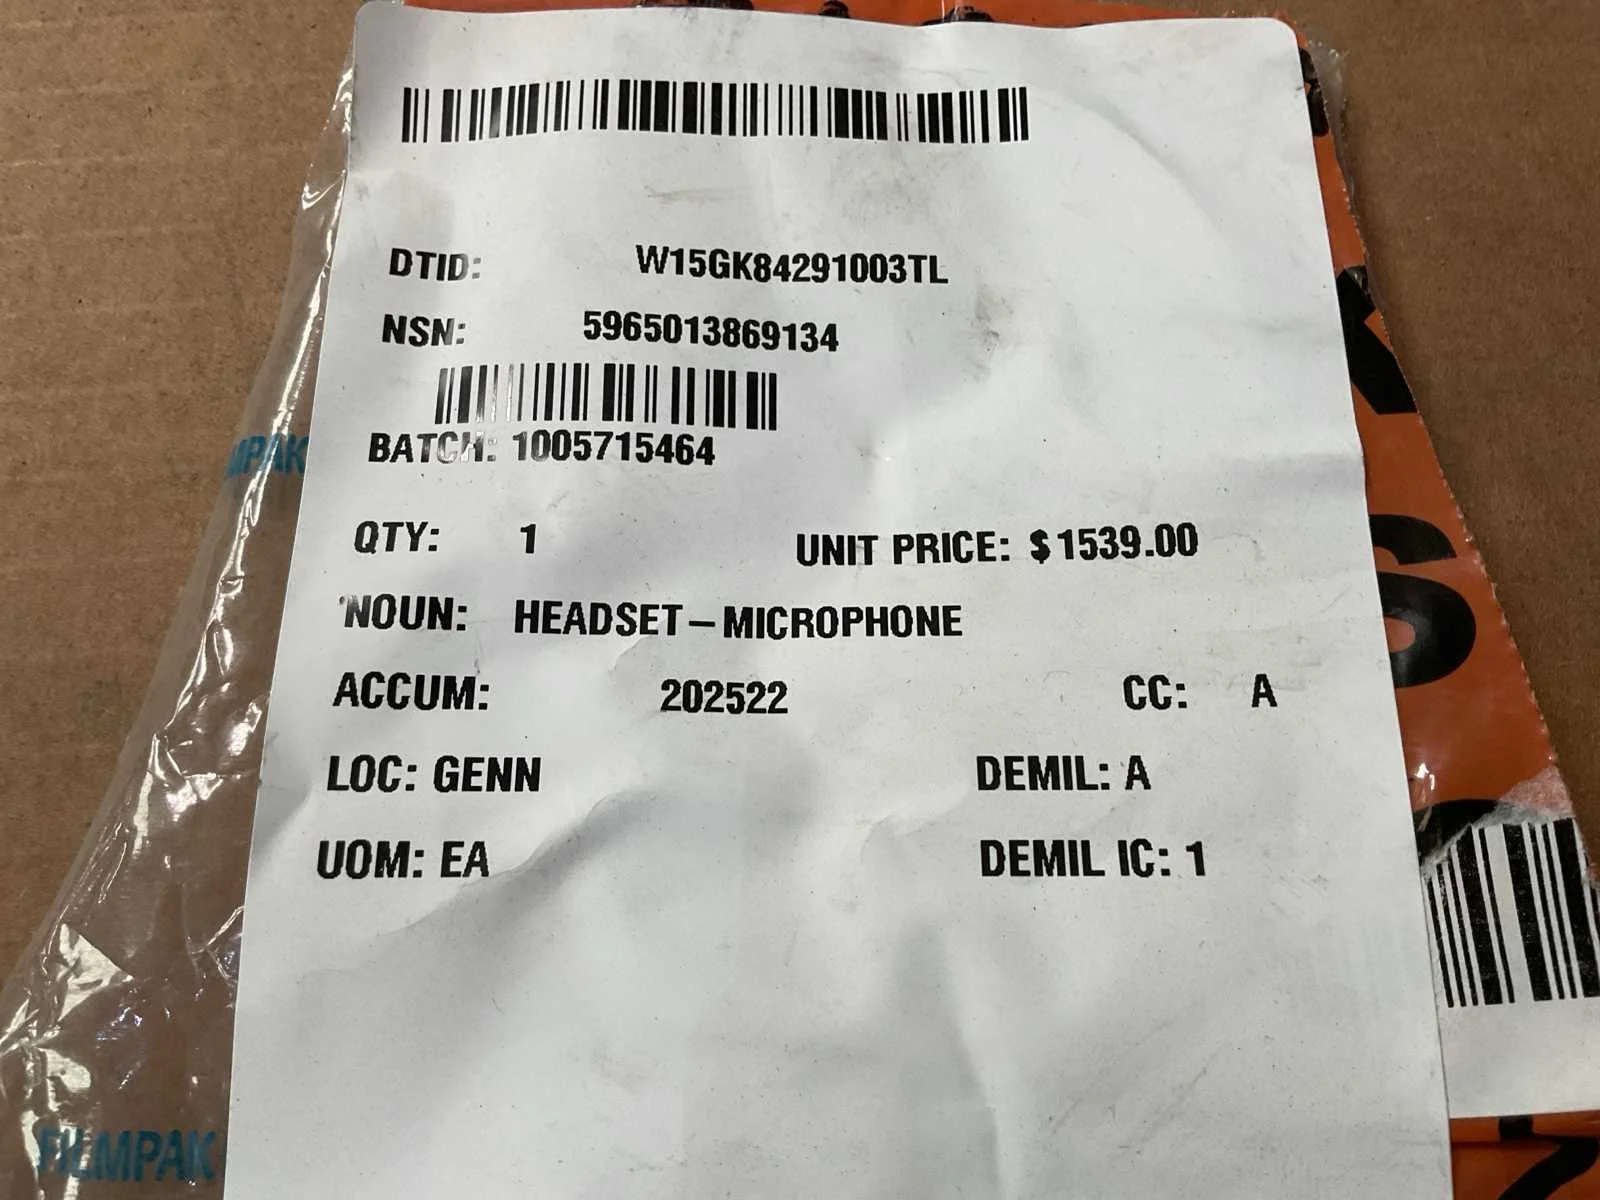 DTID: W15GK84291003TL
NSN: 5965013869134
BATCH: 1005715464
QTY: 1 UNIT PRICE: $1539.00
NOUN: HEADSET–MICROPHONE
ACCUM: 202522 CC: A
LOC: GENN DEMIL: A
UOM: EA DEMIL IC: 1
FILMPAK